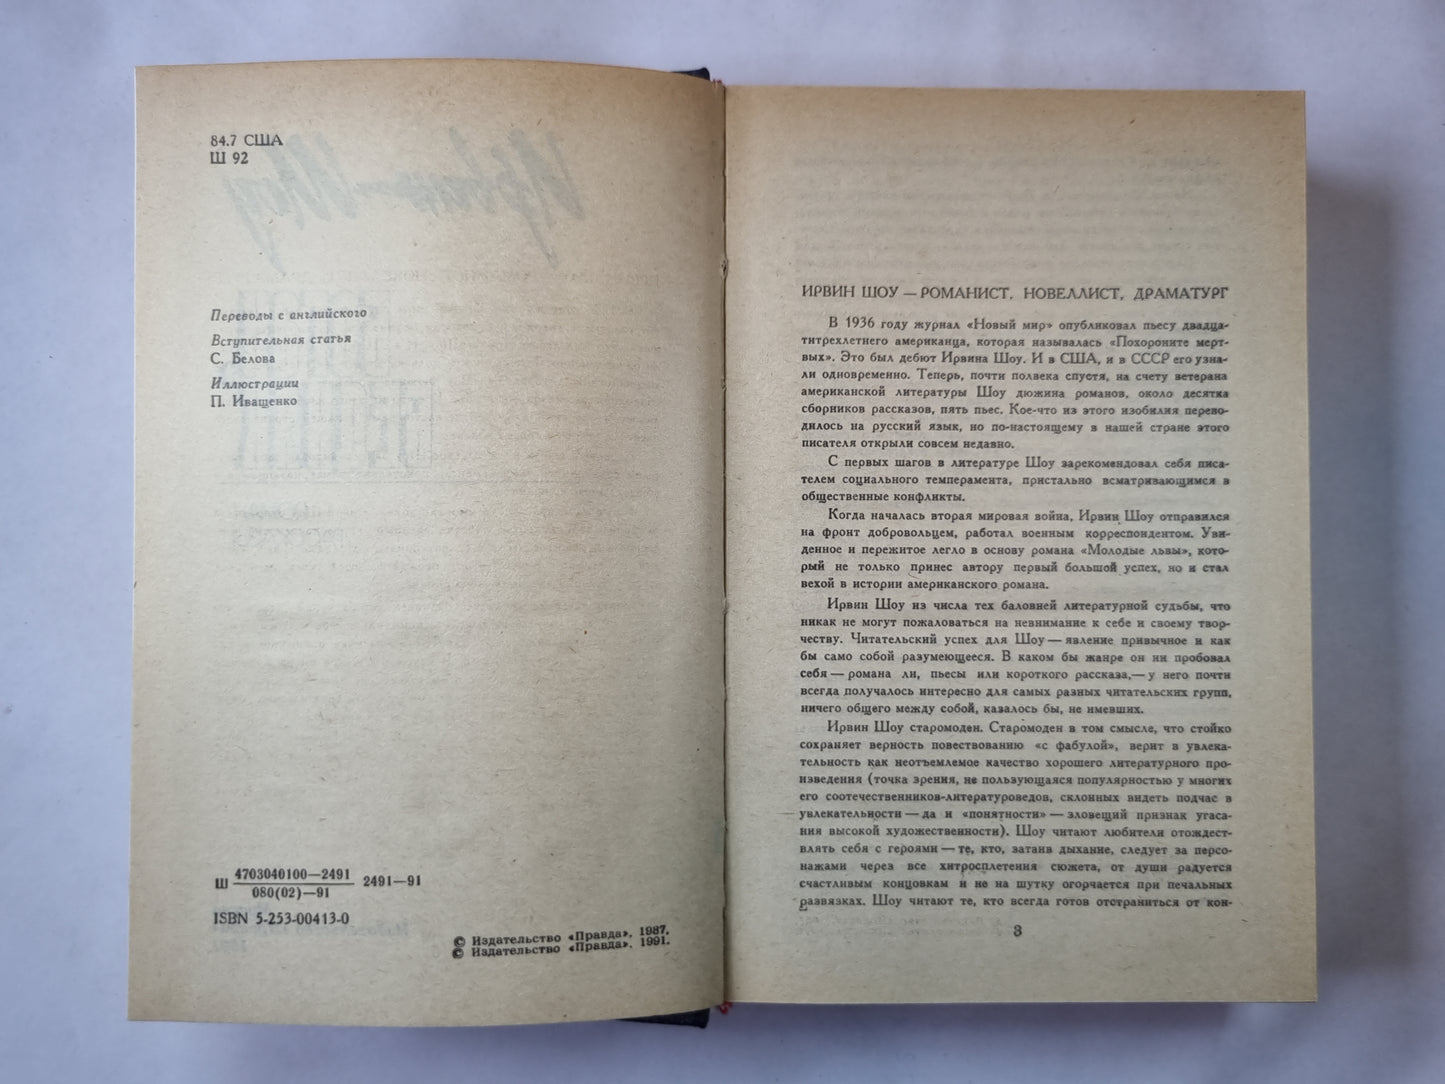 84.7 США
Ш 92
Переводы с английского
Вступительная статья
С. Белова
Иллюстрации
П. Иващенко
Ш 4703040100—2491 2491—91
080(02)—91
ISBN 5-253-00413-0
© Издательство «Правда», 1987.
© Издательство «Правда», 1991.
ИРВИН ШОУ — РОМАНИСТ, НОВЕЛЛИСТ, ДРАМАТУРГ
В 1936 году журнал «Новый мир» опубликовал пьесу двадца-
титрехлетнего американца, которая называлась «Похороните мерт-
вых». Это был дебют Ирвина Шоу. И в США, и в СССР его узна-
ли одновременно. Теперь, почти полвека спустя, на счету ветерана
американской литературы Шоу дюжина романов, около десятка
сборников рассказов, пять пьес. Кое-что из этого изобилия перево-
дилось на русский язык, но по-настоящему в нашей стране этого
писателя открыли совсем недавно.
С первых шагов в литературе Шоу зарекомендовал себя писа-
телем социального темперамента, пристально всматривающимся в
общественные конфликты.
Когда началась вторая мировая война, Ирвин Шоу отправился
на фронт добровольцем, работал военным корреспондентом. Уви-
денное и пережитое легло в основу романа «Молодые львы», кото-
рый не только принес автору первый большой успех, но и стал
вехой в истории американского романа.
Ирвин Шоу из числа тех баловней литературной судьбы, что
никак не могут пожаловаться на невнимание к себе и своему твор-
честву. Читательский успех для Шоу — явление привычное и как
бы само собой разумеющееся. В каком бы жанре он ни пробовал
себя — романа ли, пьесы или короткого рассказа,— у него почти
всегда получалось интересно для самых разных читательских групп,
ничего общего между собой, казалось бы, не имевших.
Ирвин Шоу старомоден. Старомоден в том смысле, что стойко
сохраняет верность повествованию «с фабулой», верит в увлека-
тельность как неотъемлемое качество хорошего литературного про-
изведения (точка зрения, не пользующаяся популярностью у многих
его соотечественников-литературоведов, склонных видеть подчас в
увлекательности — да и «понятности» — зловещий признак угаса-
ния высокой художественности). Шоу читают любители отождест-
влять себя с героями — те, кто, затаив дыхание, следует за персо-
нажами через все хитросплетения сюжета, от души радуется
счастливым концовкам и не на шутку огорчается при печальных
развязках. Шоу читают те, кто всегда готов отстраниться от кон-
3